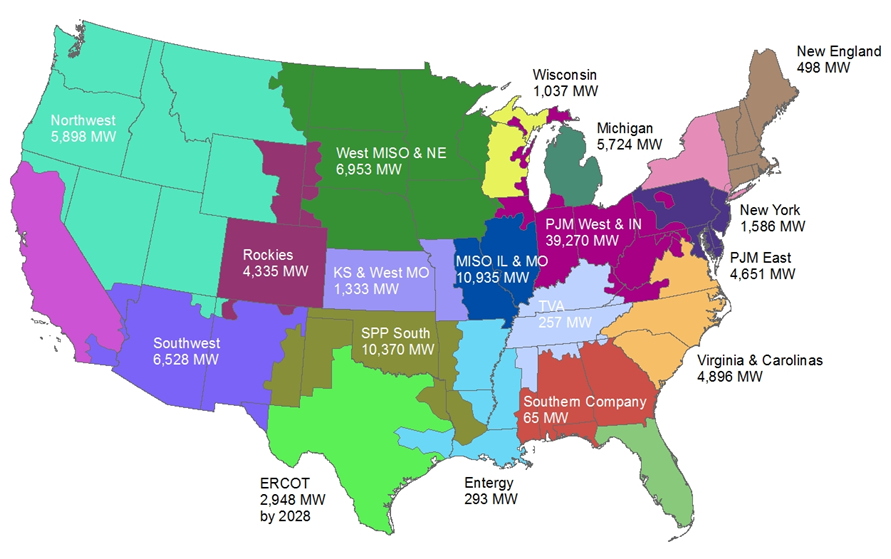 New England
498 MW
Wisconsin
1,037 MW
Michigan
5,724 MW
Northwest
5,898 MW
West MISO & NE
6,953 MW
New York
1,586 MW
PJM West & IN
39,270 MW
PJM East
4,651 MW
Rockies
4,335 MW
KS & West MO
1,333 MW
MISO IL & MO
10,935 MW
TVA
257 MW
Southwest
6,528 MW
SPP South
10,370 MW
Virginia & Carolinas
4,896 MW
Southern Company
65 MW
ERCOT
2,948 MW
by 2028
Entergy
293 MW